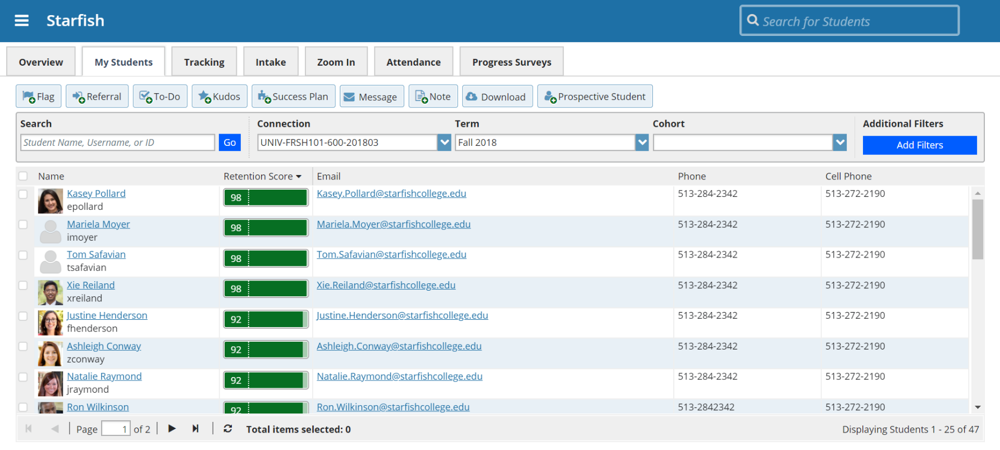 Starfish
Search for Students
Overview My Students Tracking Intake Zoom In Attendance Progress Surveys
Flag Referral To-Do Kudos Success Plan Message Note Download Prospective Student
Search Connection Term Cohort Additional Filters
Student Name, Username, or ID Go UNIV-FRSH101-600-201803 Fall 2018 Add Filters
Name Retention Score Email Phone Cell Phone
Kasey Pollard 98 Kasey.Pollard@starfishcollege.edu 513-284-2342 513-272-2190
epollard
Mariela Moyer 98 Mariela.Moyer@starfishcollege.edu 513-284-2342 513-272-2190
imoyer
Tom Safavian 98 Tom.Safavian@starfishcollege.edu 513-284-2342 513-272-2190
tsafavian
Xie Reiland 98 Xie.Reiland@starfishcollege.edu 513-284-2342 513-272-2190
xreiland
Justine Henderson 92 Justine.Henderson@starfishcollege.edu 513-284-2342 513-272-2190
fhenderson
Ashleigh Conway 92 Ashleigh.Conway@starfishcollege.edu 513-284-2342 513-272-2190
zconway
Natalie Raymond 92 Natalie.Raymond@starfishcollege.edu 513-284-2342 513-272-2190
jraymond
Ron Wilkinson 92 Ron.Wilkinson@starfishcollege.edu 513-2842342 513-272-2190
Page 1 of 2 Total items selected: 0 Displaying Students 1 - 25 of 47